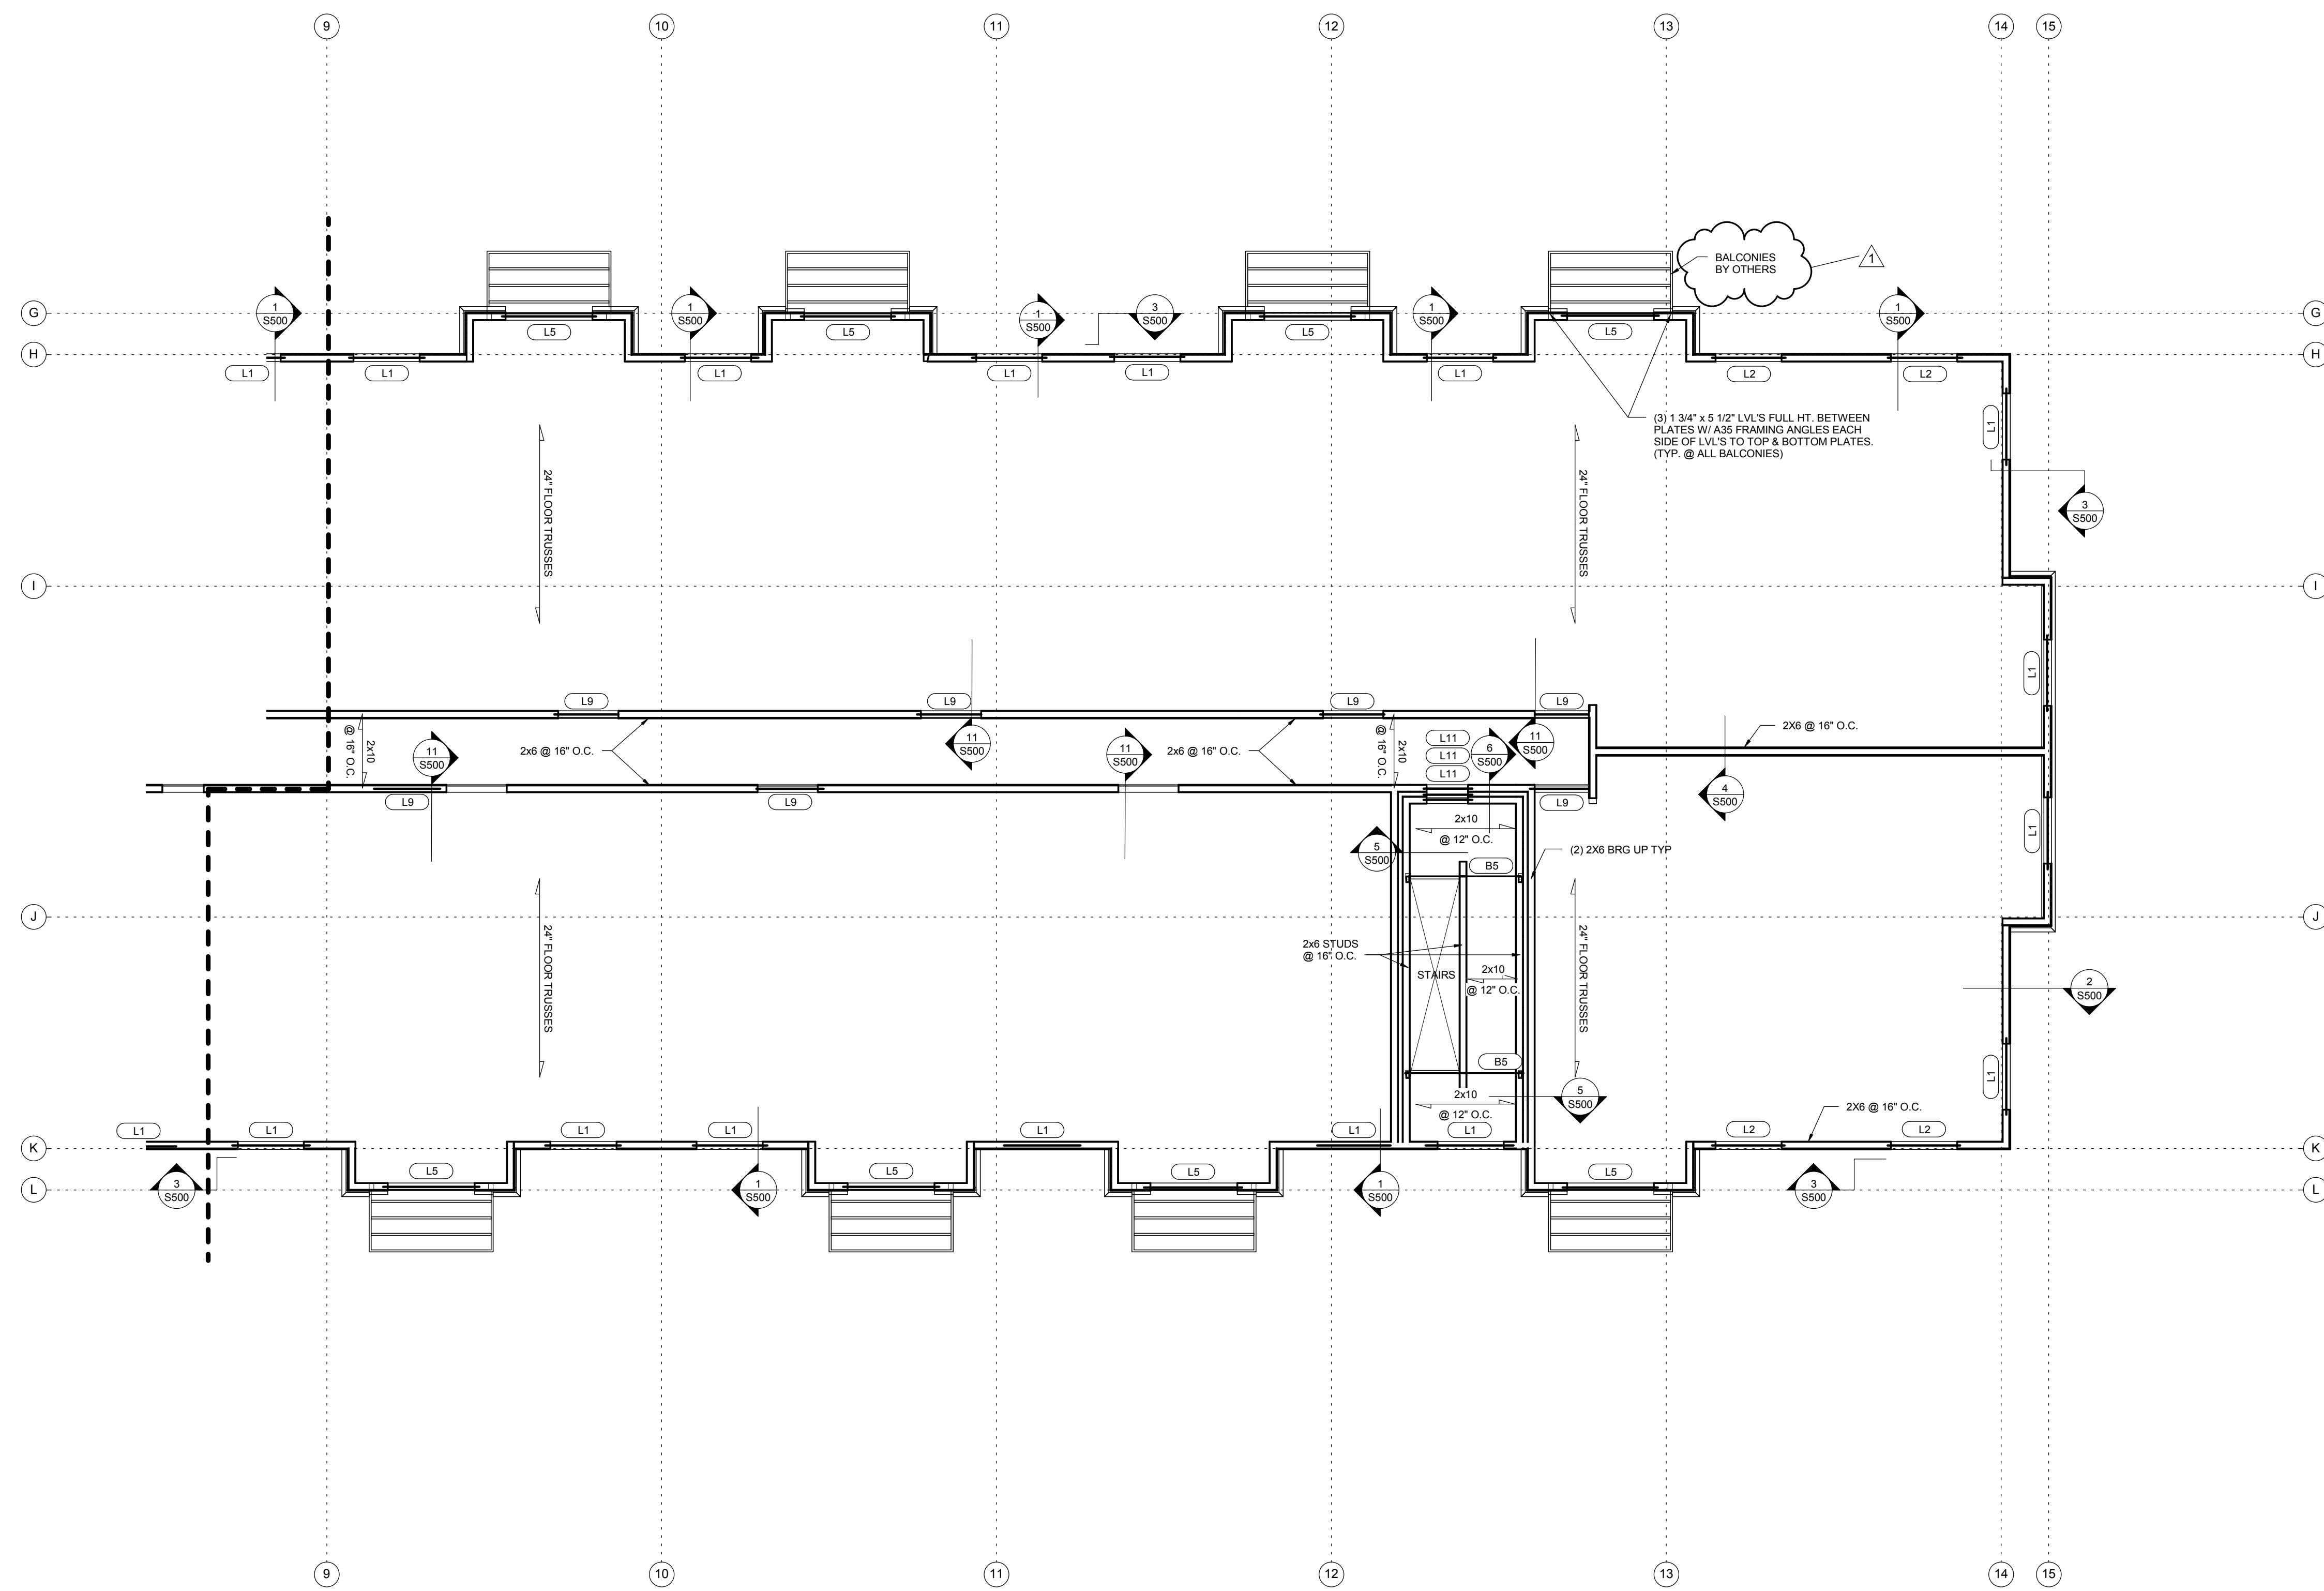 9
10
11
12
13
14
15
BALCONIES
BY OTHERS
1
G
1
S500
1
S500
1
S500
3
S500
1
S500
1
S500
G
L5
L5
L5
L5
H
H
L1
L1
L1
L1
L1
L1
L2
L2
(3) 1 3/4" x 5 1/2" LVL'S FULL HT. BETWEEN
PLATES W/ A35 FRAMING ANGLES EACH
SIDE OF LVL'S TO TOP & BOTTOM PLATES.
(TYP. @ ALL BALCONIES)
L1
24" FLOOR TRUSSES
24" FLOOR TRUSSES
3
S500
I
I
L1
L9
L9
L9
L9
2x10
@ 16" O.C.
11
S500
2x6 @ 16" O.C.
11
S500
11
S500
2x6 @ 16" O.C.
2x10
@ 16" O.C.
L11
L11
L11
6
S500
11
S500
2X6 @ 16" O.C.
4
S500
L9
L9
L9
L1
2x10
@ 12" O.C.
5
S500
B5
(2) 2X6 BRG UP TYP
J
J
24" FLOOR TRUSSES
24" FLOOR TRUSSES
2x6 STUDS
@ 16" O.C.
STAIRS
2x10
@ 12" O.C.
2
S500
B5
L1
2x10
@ 12" O.C.
5
S500
2X6 @ 16" O.C.
L1
L1
L1
L1
L1
L1
L1
L2
L2
K
K
L5
L5
L5
L5
L
3
S500
1
S500
1
S500
3
S500
L
9
10
11
12
13
14
15